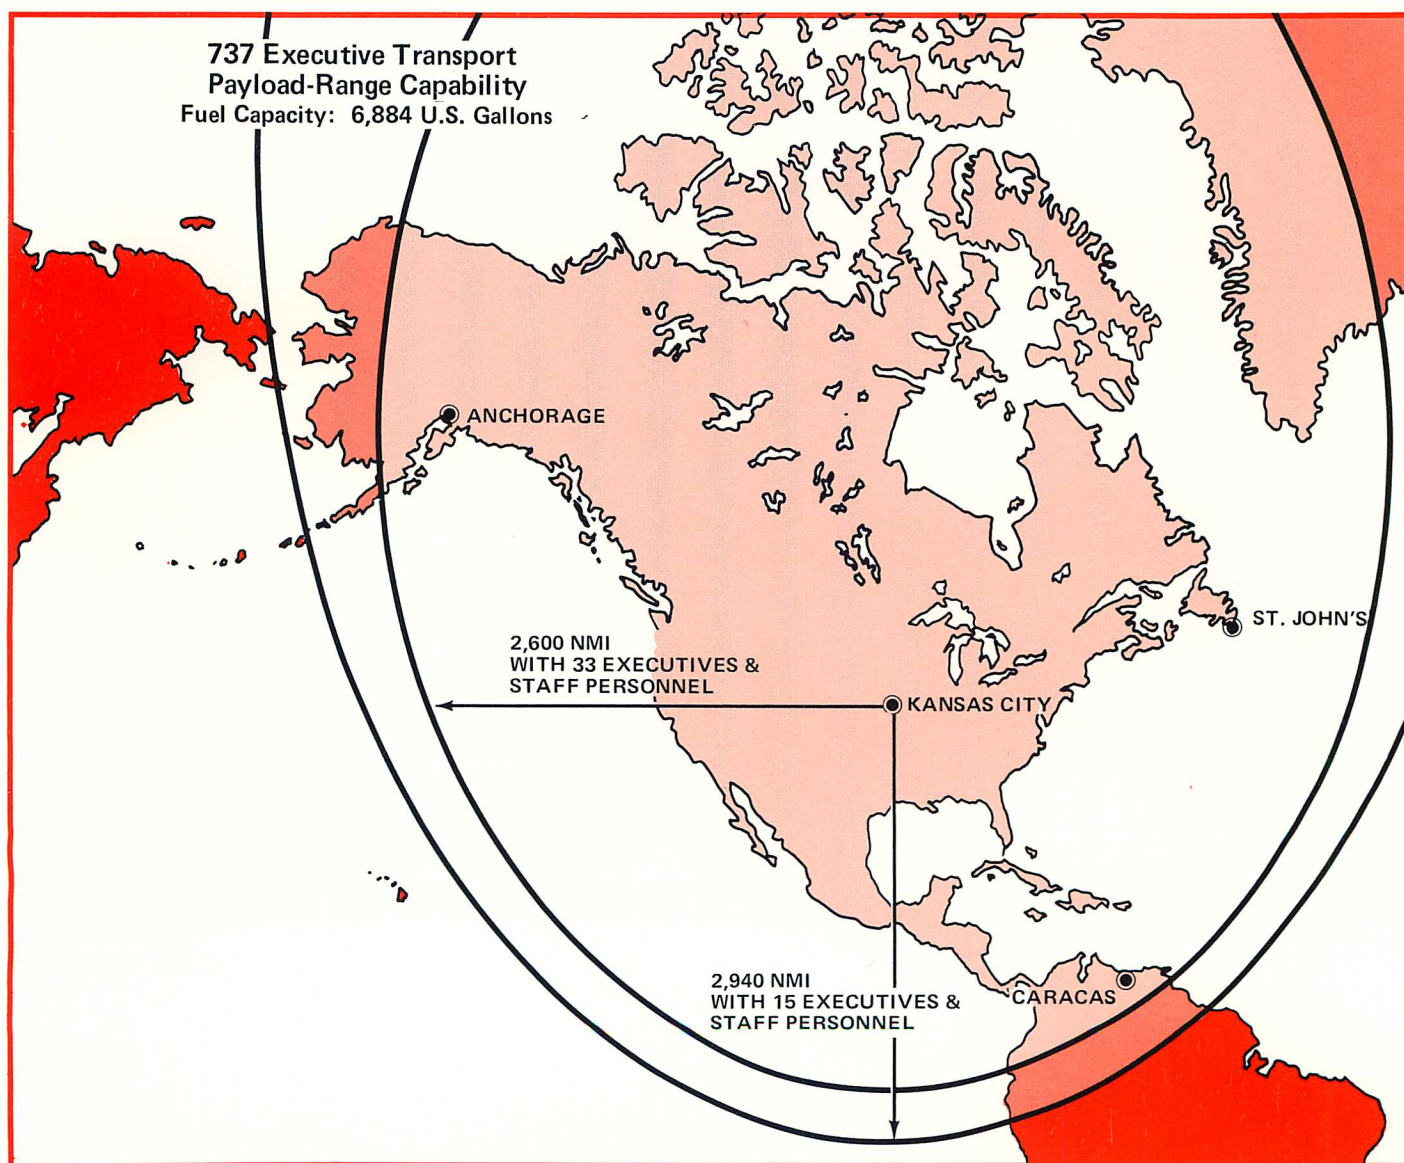 737 Executive Transport
Payload-Range Capability
Fuel Capacity: 6,884 U.S. Gallons
ANCHORAGE
ST. JOHN'S
2,600 NMI
WITH 33 EXECUTIVES &
STAFF PERSONNEL
KANSAS CITY
2,940 NMI
WITH 15 EXECUTIVES &
STAFF PERSONNEL
CARACAS